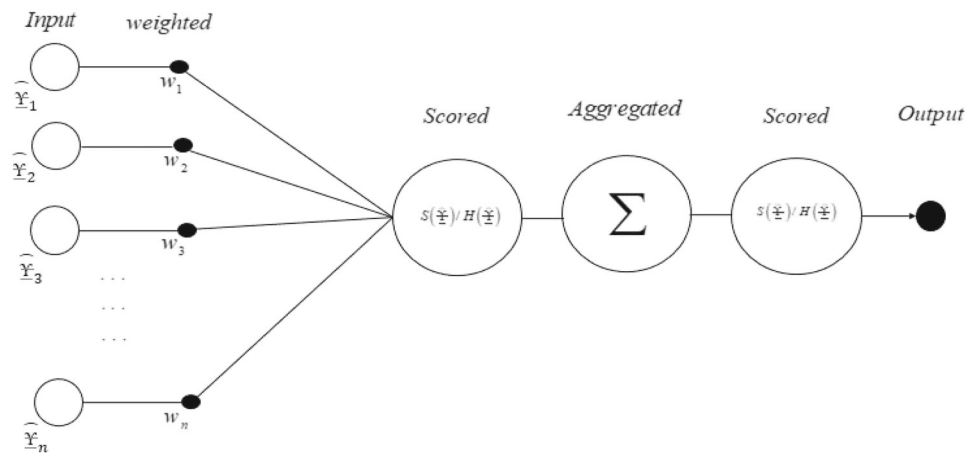 Input weighted
w₁
Ɏ̲̑₁
Scored Aggregated Scored Output
w₂
Ɏ̲̑₂
S(Ɏ̲̑)/H(Ɏ̲̑) Σ S(Ɏ̲̑)/H(Ɏ̲̑)
w₃
Ɏ̲̑₃
. . .
. . .
. . .
wₙ
Ɏ̲̑ₙ